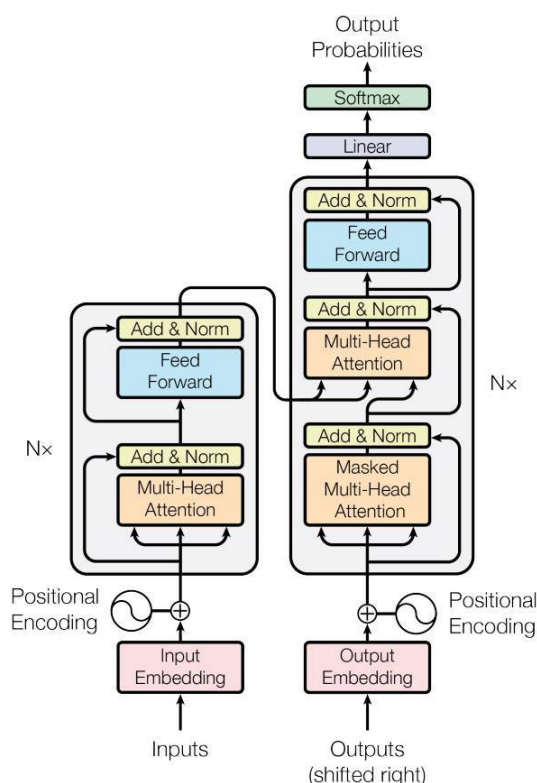 Output
Probabilities
Softmax
Linear
Add & Norm
Feed
Forward
Add & Norm
Multi-Head
Attention
Nx
Add & Norm
Masked
Multi-Head
Attention
Add & Norm
Feed
Forward
Nx
Add & Norm
Multi-Head
Attention
Positional
Encoding
Positional
Encoding
Input
Embedding
Output
Embedding
Inputs
Outputs
(shifted right)